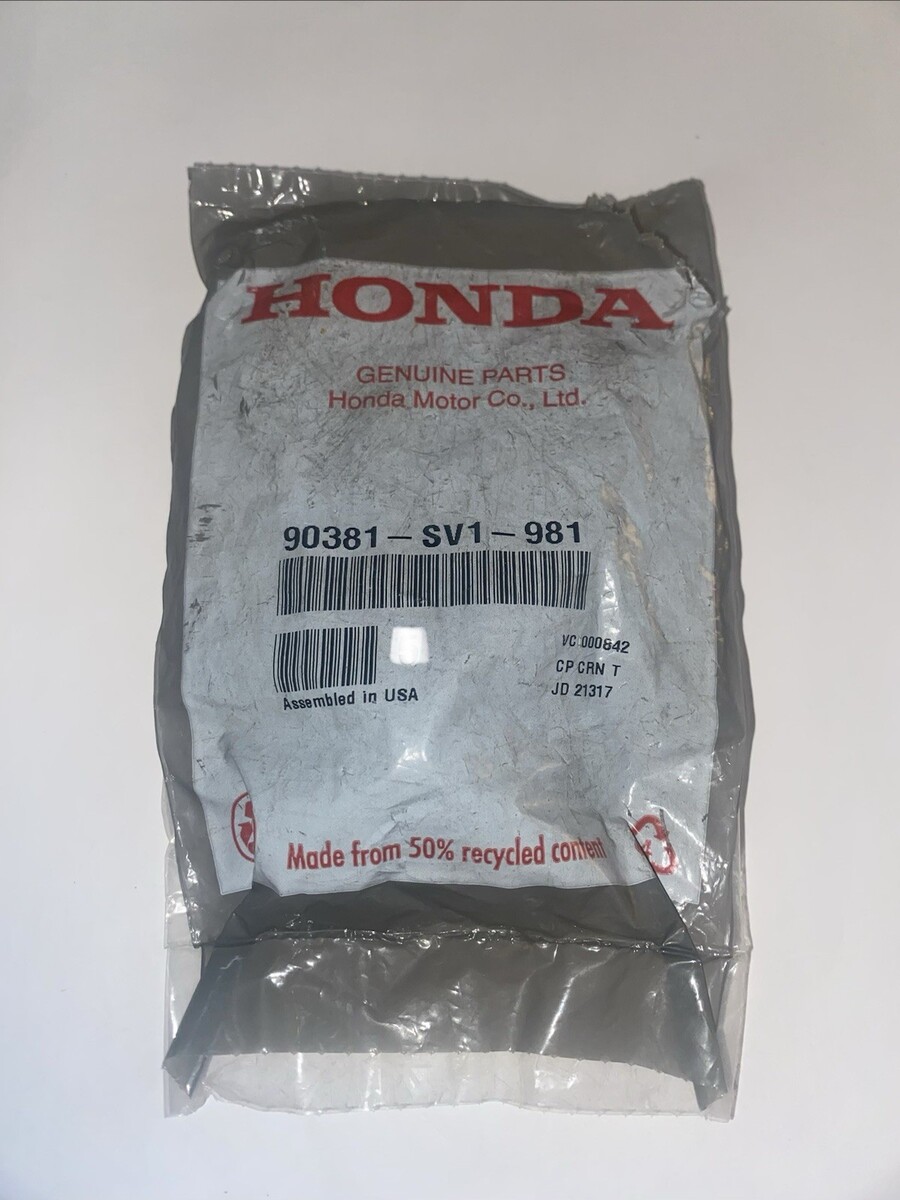 HONDA
GENUINE PARTS
Honda Motor Co., Ltd.
90381-SV1-981
VC 000842
CP CRN T
Assembled in USA
JD 21317
Made from 50% recycled content